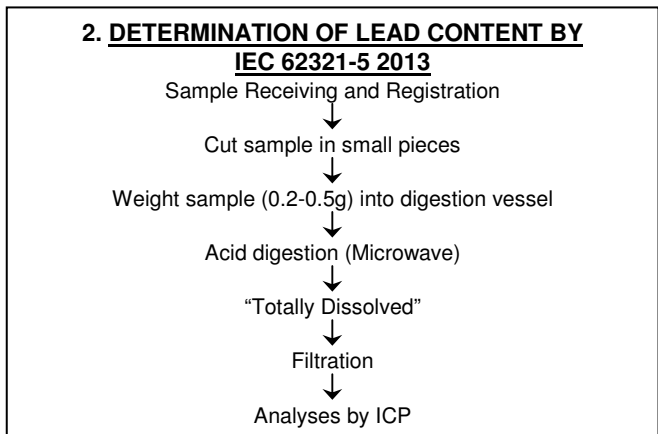 2. DETERMINATION OF LEAD CONTENT BY
IEC 62321-5 2013
Sample Receiving and Registration
Cut sample in small pieces
Weight sample (0.2-0.5g) into digestion vessel
Acid digestion (Microwave)
“Totally Dissolved”
Filtration
Analyses by ICP